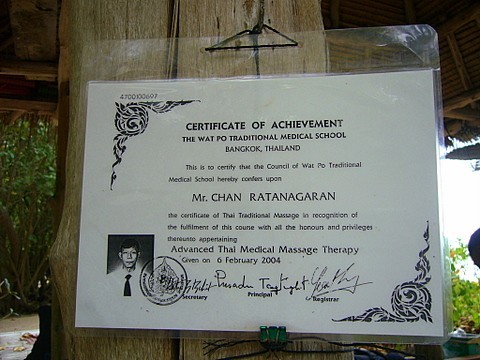 4700100697
CERTIFICATE OF ACHIEVEMENT
THE WAT PO TRADITIONAL MEDICAL SCHOOL
BANGKOK, THAILAND
This is to certify that the Council of Wat Po Traditional
Medical School hereby confers upon
Mr. CHAN RATANAGARAN
the certificate of Thai Traditional Massage in recognition of
the fulfilment of this course with all the honours and privileges
thereunto appertaining
Advanced Thai Medical Massage Therapy
Given on 6 February 2004
Secretary Principal Registrar